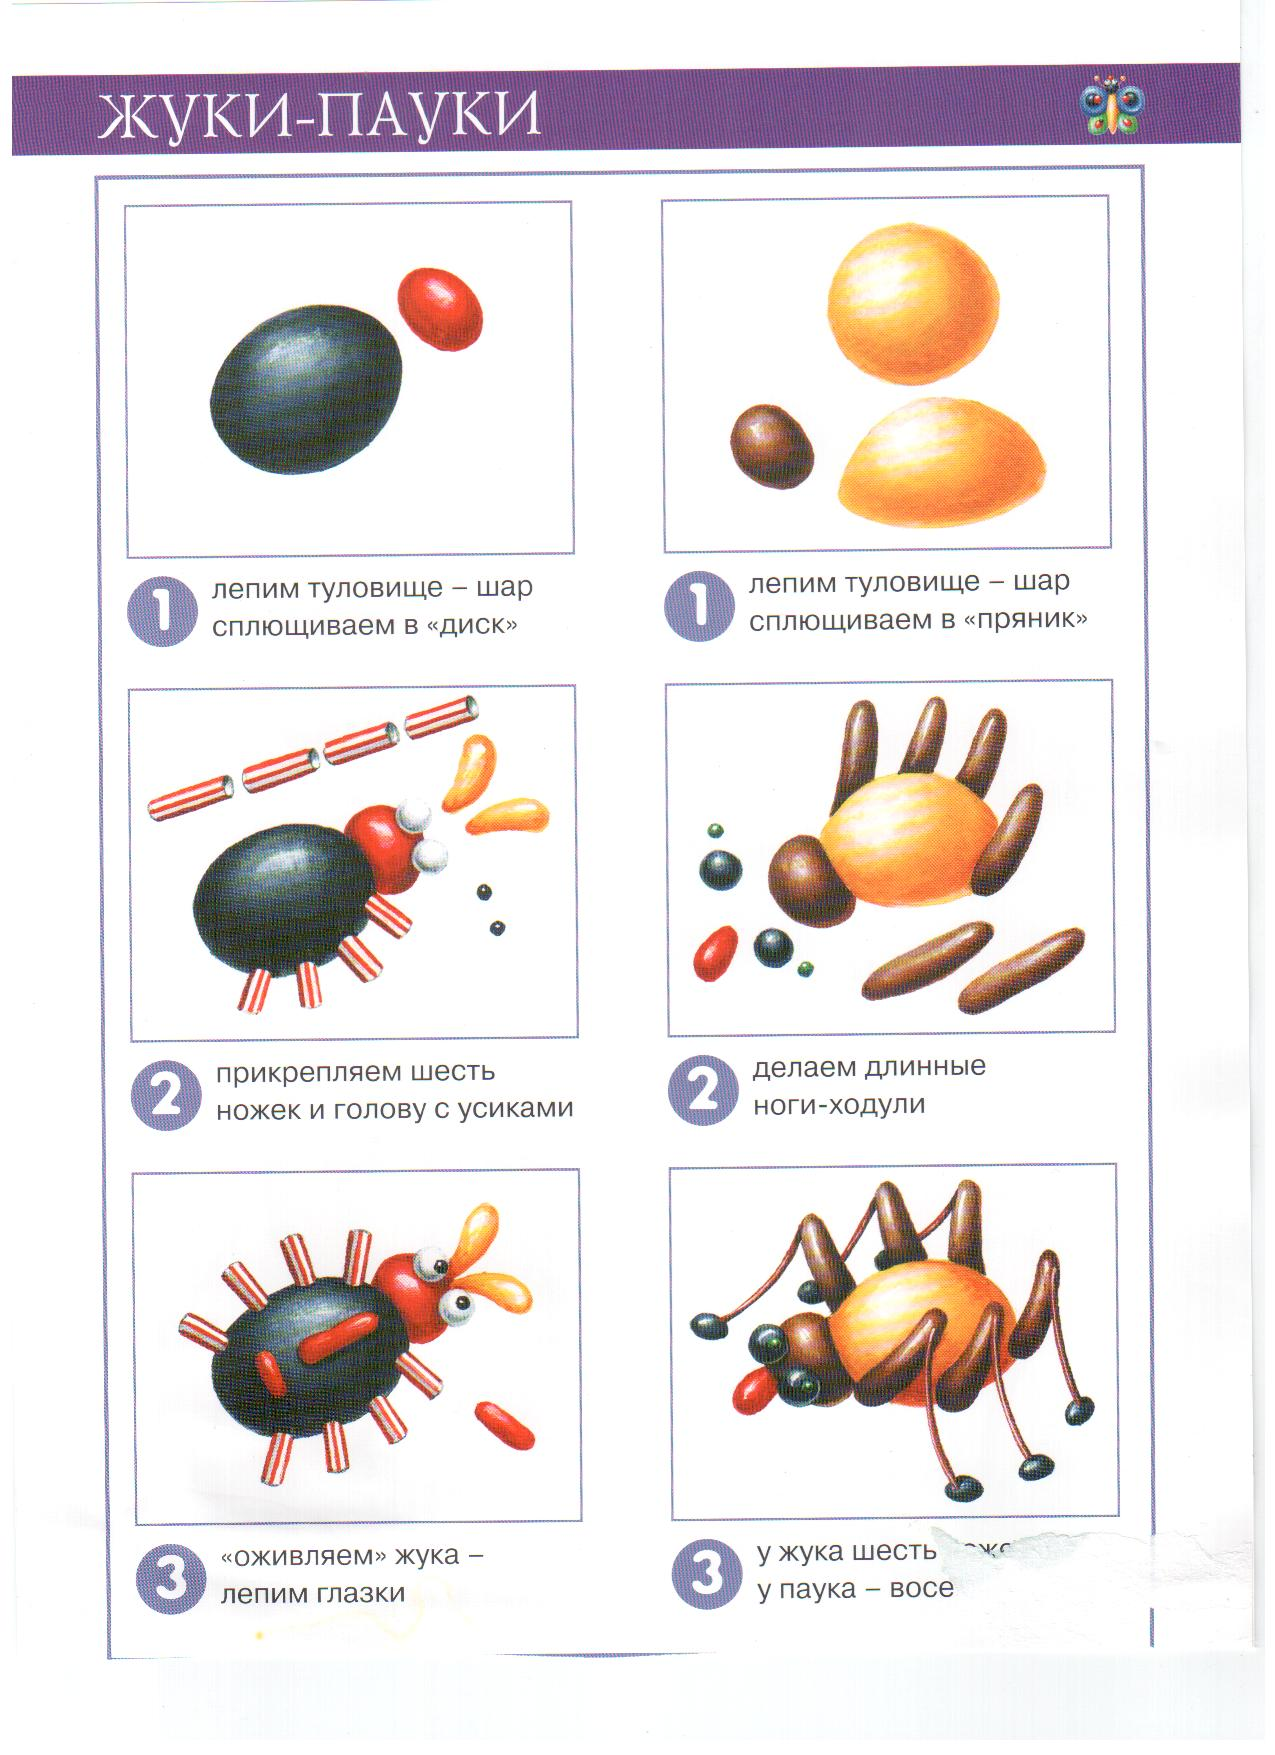 ЖУКИ-ПАУКИ
1
лепим туловище – шар
сплющиваем в «диск»
1
лепим туловище – шар
сплющиваем в «пряник»
2
прикрепляем шесть
ножек и голову с усиками
2
делаем длинные
ноги-ходули
3
«оживляем» жука –
лепим глазки
3
у жука шесть
у паука – восе